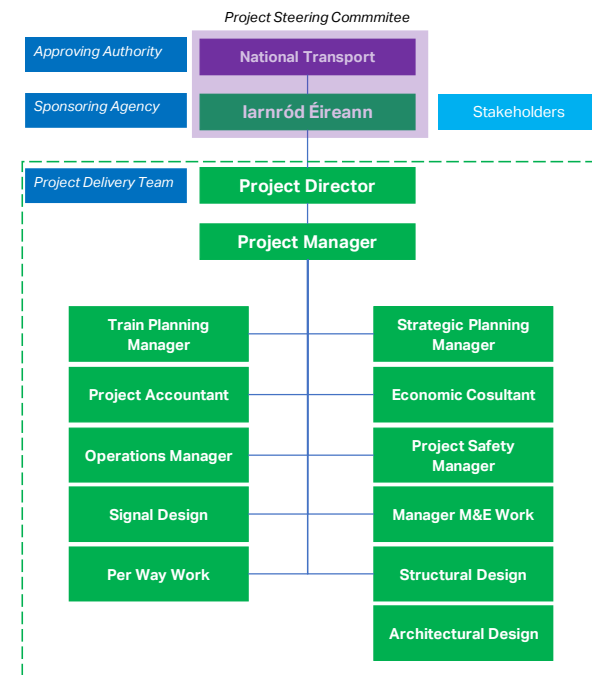 Project Steering Commmitee
Approving Authority
National Transport
Sponsoring Agency
Iarnród Éireann
Stakeholders
Project Delivery Team
Project Director
Project Manager
Train Planning
Manager
Strategic Planning
Manager
Project Accountant
Economic Cosultant
Operations Manager
Project Safety
Manager
Signal Design
Manager M&E Work
Per Way Work
Structural Design
Architectural Design